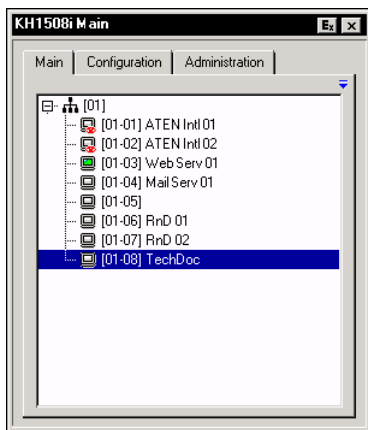 KH1508i Main
Ex
Main Configuration Administration
[01]
[01-01] ATEN Intl 01
[01-02] ATEN Intl 02
[01-03] Web Serv 01
[01-04] Mail Serv 01
[01-05]
[01-06] RnD 01
[01-07] RnD 02
[01-08] TechDoc